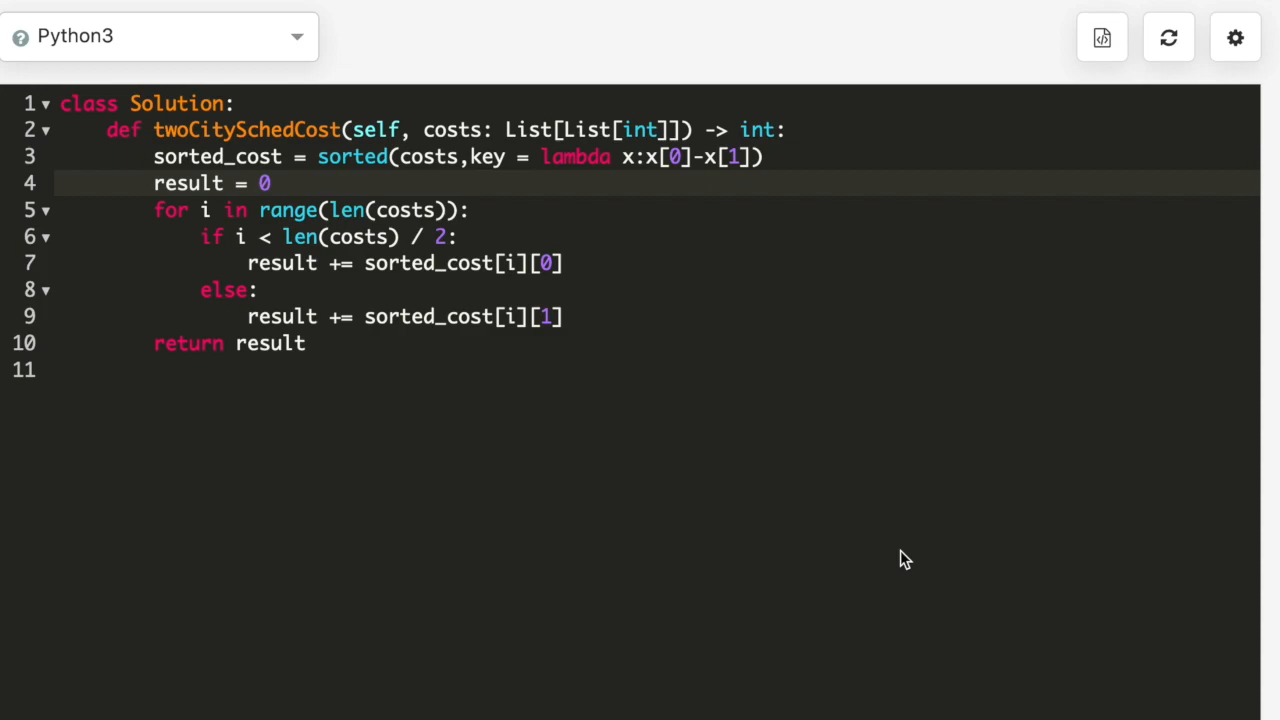 Python3
1 class Solution:
2 def twoCitySchedCost(self, costs: List[List[int]]) -> int:
3 sorted_cost = sorted(costs,key = lambda x:x[0]-x[1])
4 result = 0
5 for i in range(len(costs)):
6 if i < len(costs) / 2:
7 result += sorted_cost[i][0]
8 else:
9 result += sorted_cost[i][1]
10 return result
11